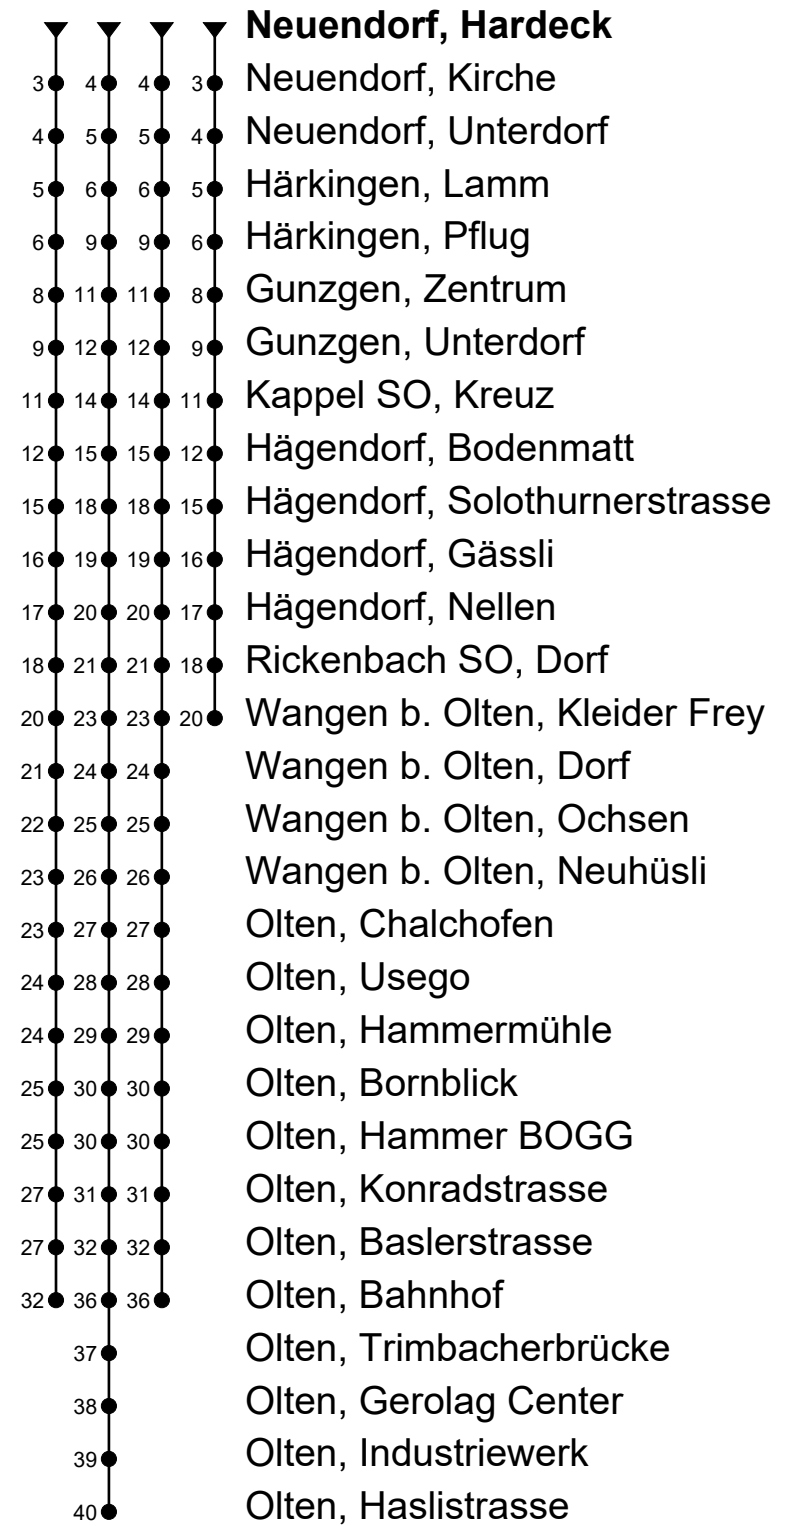 Neuendorf, Hardeck
3 4 4 3 Neuendorf, Kirche
4 5 5 4 Neuendorf, Unterdorf
5 6 6 5 Härkingen, Lamm
6 9 9 6 Härkingen, Pflug
8 11 11 8 Gunzgen, Zentrum
9 12 12 9 Gunzgen, Unterdorf
11 14 14 11 Kappel SO, Kreuz
12 15 15 12 Hägendorf, Bodenmatt
15 18 18 15 Hägendorf, Solothurnerstrasse
16 19 19 16 Hägendorf, Gässli
17 20 20 17 Hägendorf, Nellen
18 21 21 18 Rickenbach SO, Dorf
20 23 23 20 Wangen b. Olten, Kleider Frey
21 24 24 Wangen b. Olten, Dorf
22 25 25 Wangen b. Olten, Ochsen
23 26 26 Wangen b. Olten, Neuhüsli
23 27 27 Olten, Chalchofen
24 28 28 Olten, Usego
24 29 29 Olten, Hammermühle
25 30 30 Olten, Bornblick
25 30 30 Olten, Hammer BOGG
27 31 31 Olten, Konradstrasse
27 32 32 Olten, Baslerstrasse
32 36 36 Olten, Bahnhof
37 Olten, Trimbacherbrücke
38 Olten, Gerolag Center
39 Olten, Industriewerk
40 Olten, Haslistrasse